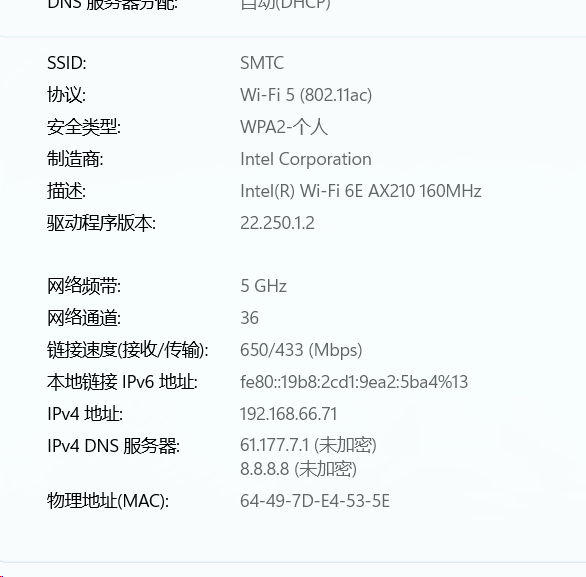 DNS 服务器分配: 自动(DHCP)
SSID: SMTC
协议: Wi-Fi 5 (802.11ac)
安全类型: WPA2-个人
制造商: Intel Corporation
描述: Intel(R) Wi-Fi 6E AX210 160MHz
驱动程序版本: 22.250.1.2
网络频带: 5 GHz
网络通道: 36
链接速度(接收/传输): 650/433 (Mbps)
本地链接 IPv6 地址: fe80::19b8:2cd1:9ea2:5ba4%13
IPv4 地址: 192.168.66.71
IPv4 DNS 服务器: 61.177.7.1 (未加密)
8.8.8.8 (未加密)
物理地址(MAC): 64-49-7D-E4-53-5E